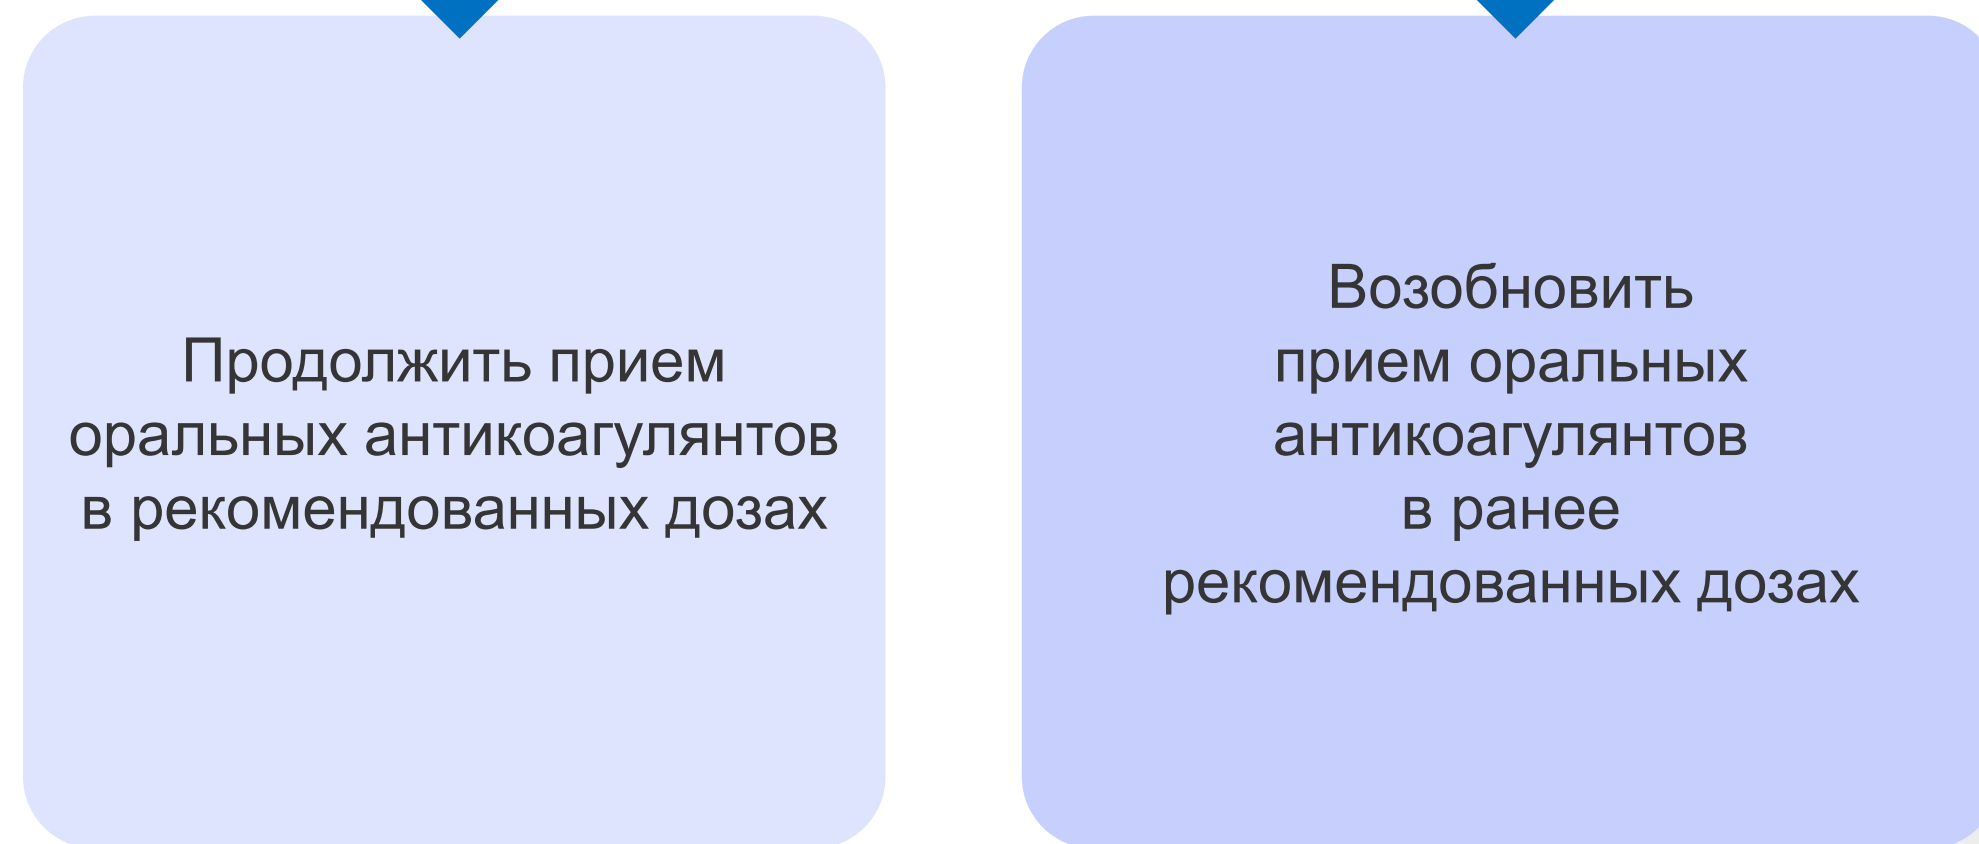 Продолжить прием
оральных антикоагулянтов
в рекомендованных дозах
Возобновить
прием оральных
антикоагулянтов
в ранее
рекомендованных дозах